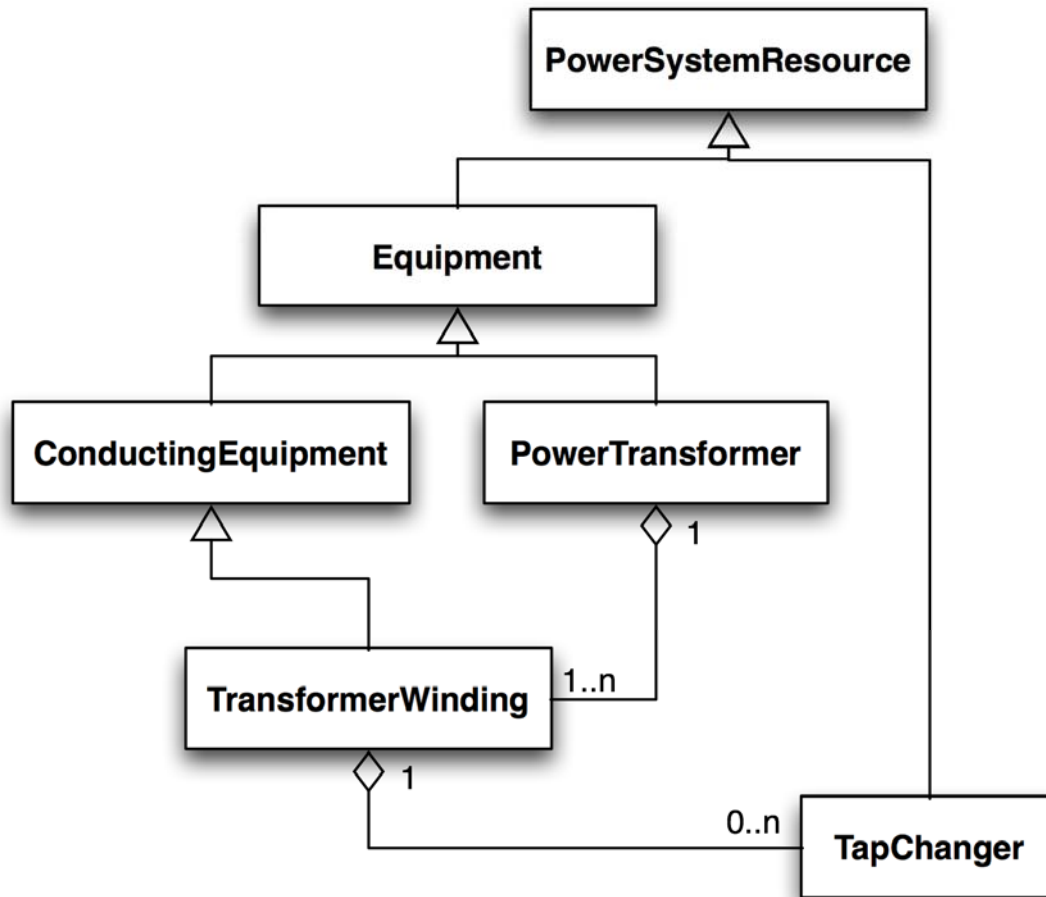 PowerSystemResource
Equipment
ConductingEquipment
PowerTransformer
1
1..n
TransformerWinding
1
0..n
TapChanger